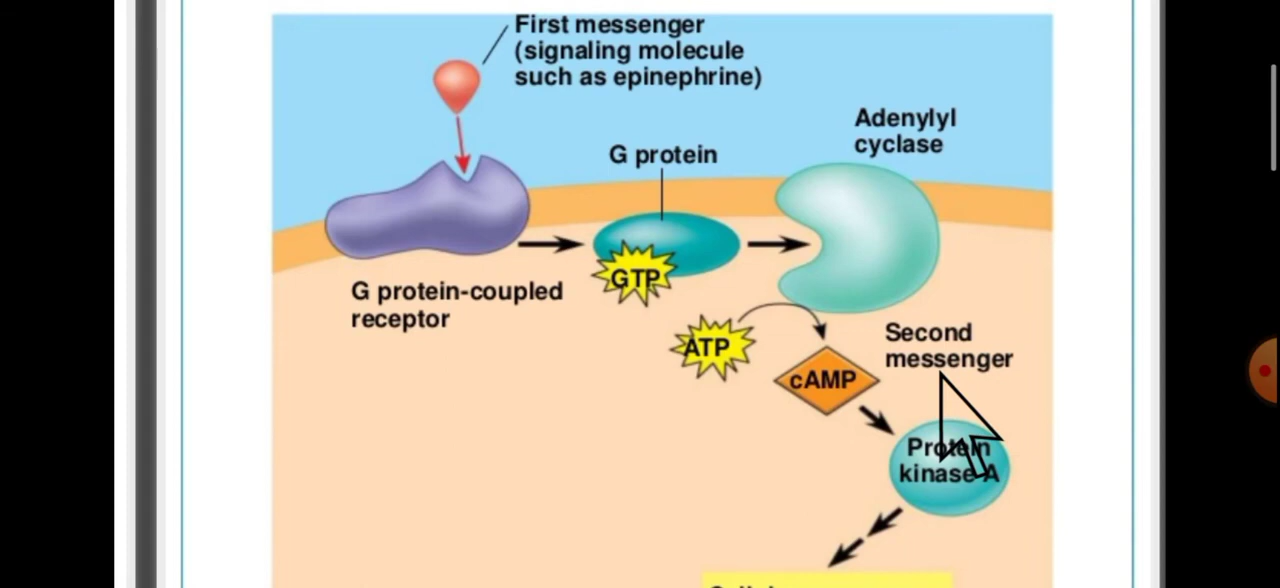 First messenger
(signaling molecule
such as epinephrine)
Adenylyl
cyclase
G protein
GTP
G protein-coupled
receptor
ATP
Second
messenger
cAMP
Protein
kinase A